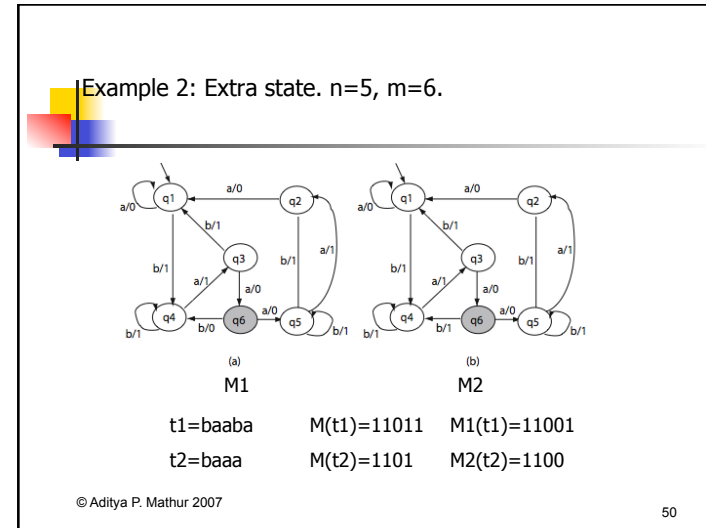 Example 2: Extra state. n=5, m=6.
a/0
q1
a/0
q2
b/1
q3
b/1
a/1
b/1
a/1
a/0
q4
b/1
b/0
q6
a/0
q5
b/1
(a)
M1
a/0
q1
a/0
q2
b/1
q3
b/1
a/1
b/1
a/1
a/0
q4
b/1
b/1
q6
a/0
q5
b/1
(b)
M2
t1=baaba M(t1)=11011 M1(t1)=11001
t2=baaa M(t2)=1101 M2(t2)=1100
© Aditya P. Mathur 2007
50